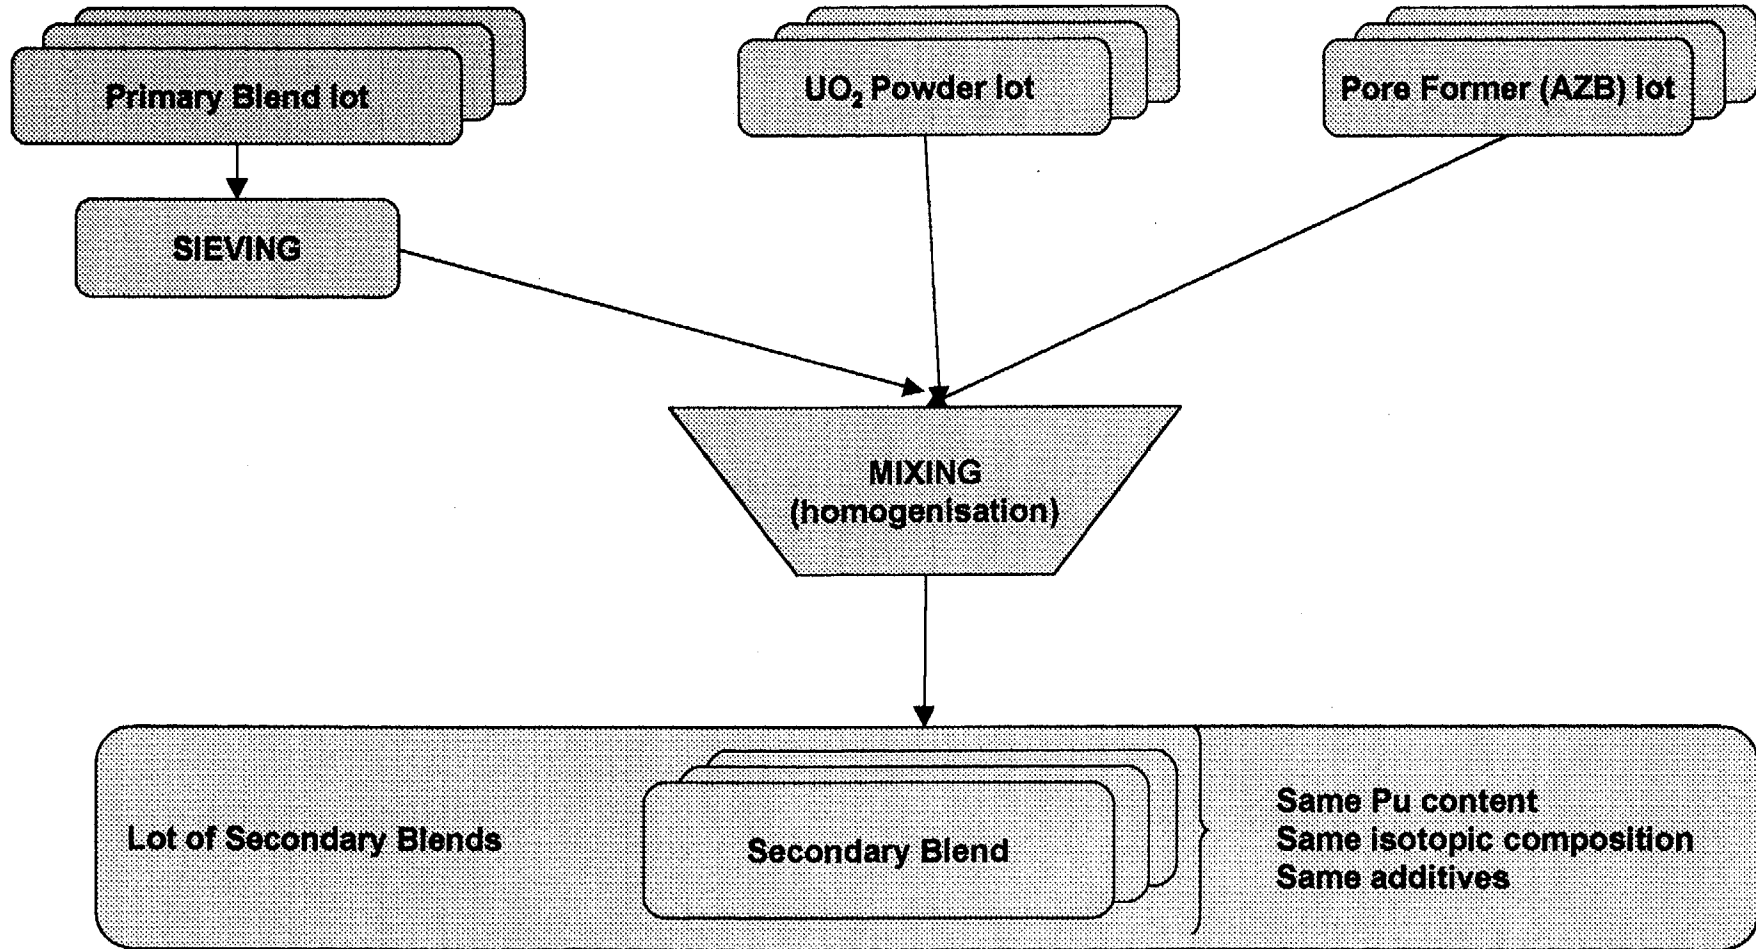 Primary Blend lot
UO₂ Powder lot
Pore Former (AZB) lot
SIEVING
MIXING
(homogenisation)
Lot of Secondary Blends
Secondary Blend
Same Pu content
Same isotopic composition
Same additives